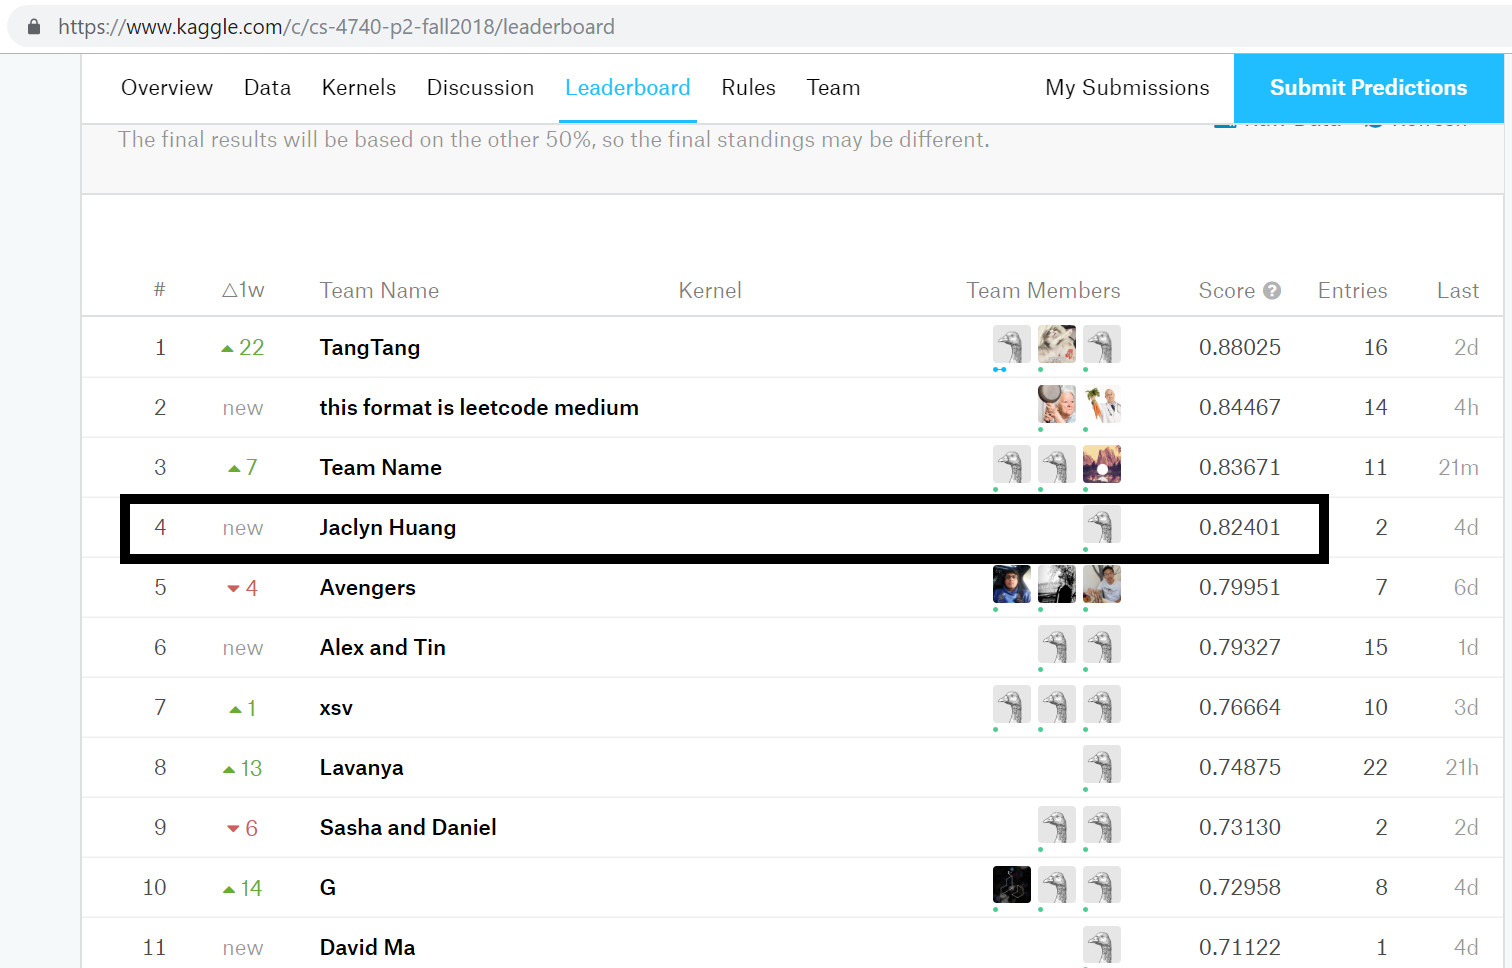 https://www.kaggle.com/c/cs-4740-p2-fall2018/leaderboard
Overview Data Kernels Discussion Leaderboard Rules Team My Submissions Submit Predictions
The final results will be based on the other 50%, so the final standings may be different.
# △1w Team Name Kernel Team Members Score ? Entries Last
1 ▲ 22 TangTang 0.88025 16 2d
2 new this format is leetcode medium 0.84467 14 4h
3 ▲ 7 Team Name 0.83671 11 21m
4 new Jaclyn Huang 0.82401 2 4d
5 ▼ 4 Avengers 0.79951 7 6d
6 new Alex and Tin 0.79327 15 1d
7 ▲ 1 xsv 0.76664 10 3d
8 ▲ 13 Lavanya 0.74875 22 21h
9 ▼ 6 Sasha and Daniel 0.73130 2 2d
10 ▲ 14 G 0.72958 8 4d
11 new David Ma 0.71122 1 4d